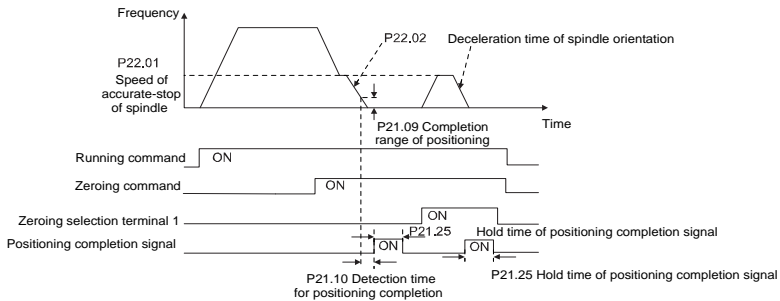 Frequency
P22.02
Deceleration time of spindle orientation
P22.01
Speed of
accurate-stop
of spindle
Time
P21.09 Completion
range of positioning
Running command
ON
Zeroing command
ON
Zeroing selection terminal 1
ON
P21.25
Hold time of positioning completion signal
Positioning completion signal
ON
ON
P21.10 Detection time
for positioning completion
P21.25 Hold time of positioning completion signal